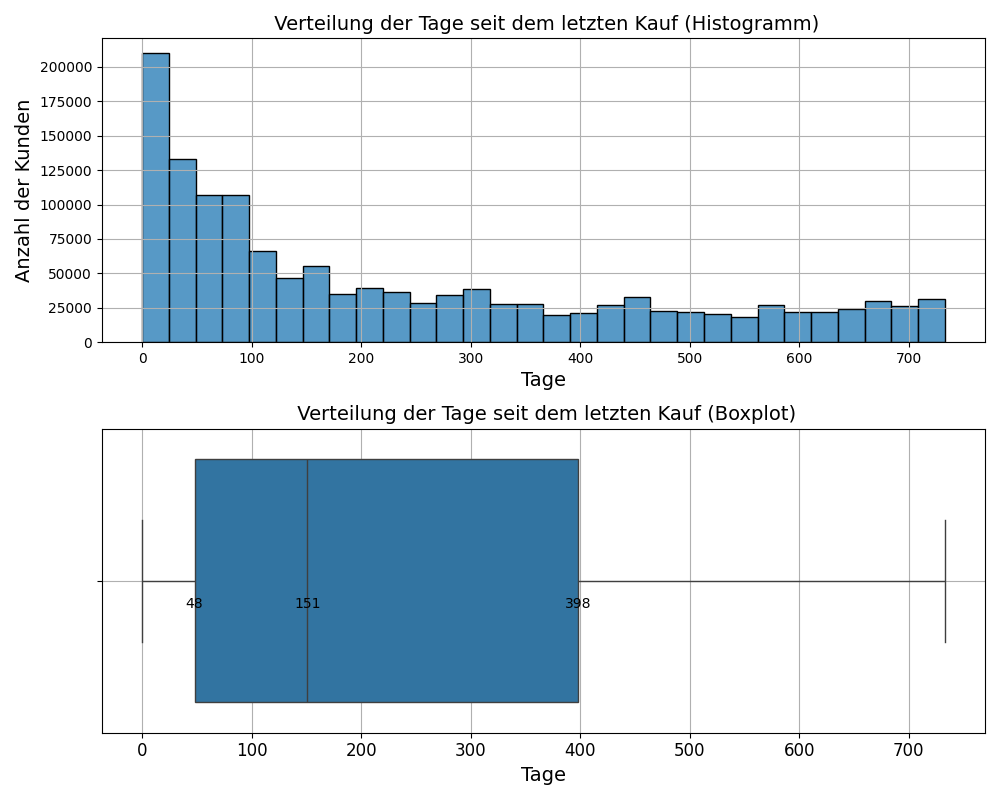 Verteilung der Tage seit dem letzten Kauf (Histogramm)
Anzahl der Kunden
200000
175000
150000
125000
100000
75000
50000
25000
0
0 100 200 300 400 500 600 700
Tage
Verteilung der Tage seit dem letzten Kauf (Boxplot)
48 151 398
0 100 200 300 400 500 600 700
Tage